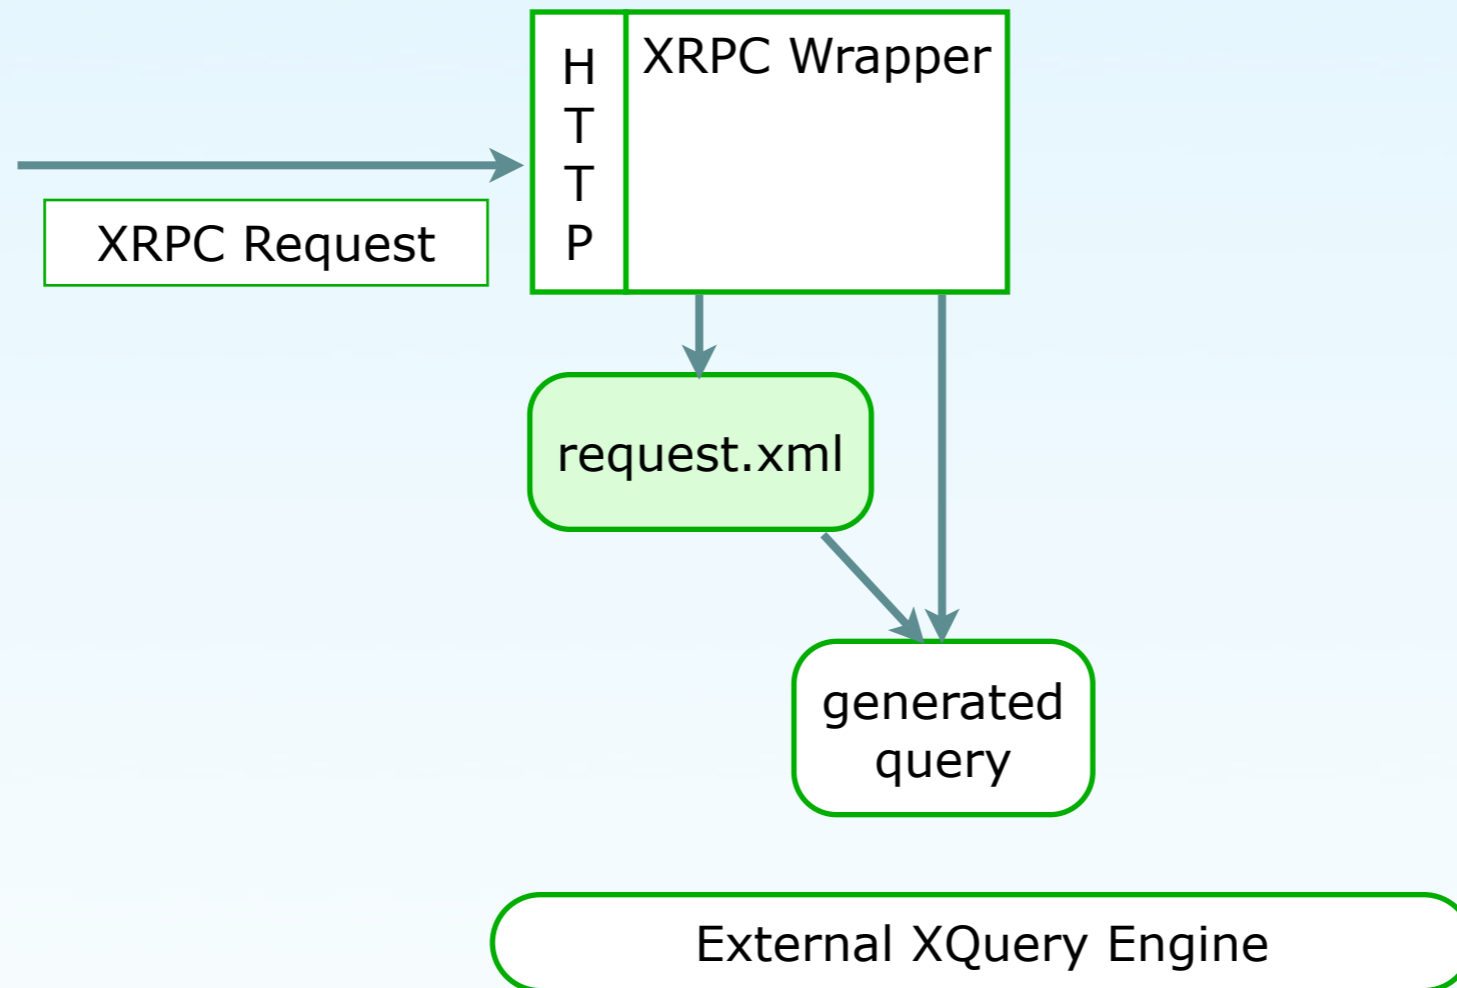 H
T
T
P
XRPC Wrapper
XRPC Request
request.xml
generated
query
External XQuery Engine